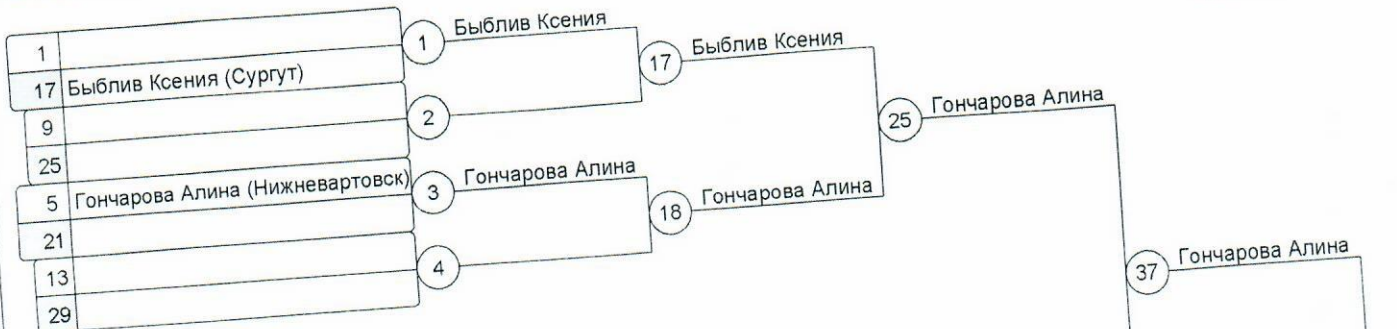 1
17 Быблив Ксения (Сургут)
9
25
5 Гончарова Алина (Нижневартовск)
21
13
29
1 Быблив Ксения
2
3 Гончарова Алина
4
17 Быблив Ксения
18 Гончарова Алина
25 Гончарова Алина
37 Гончарова Алина